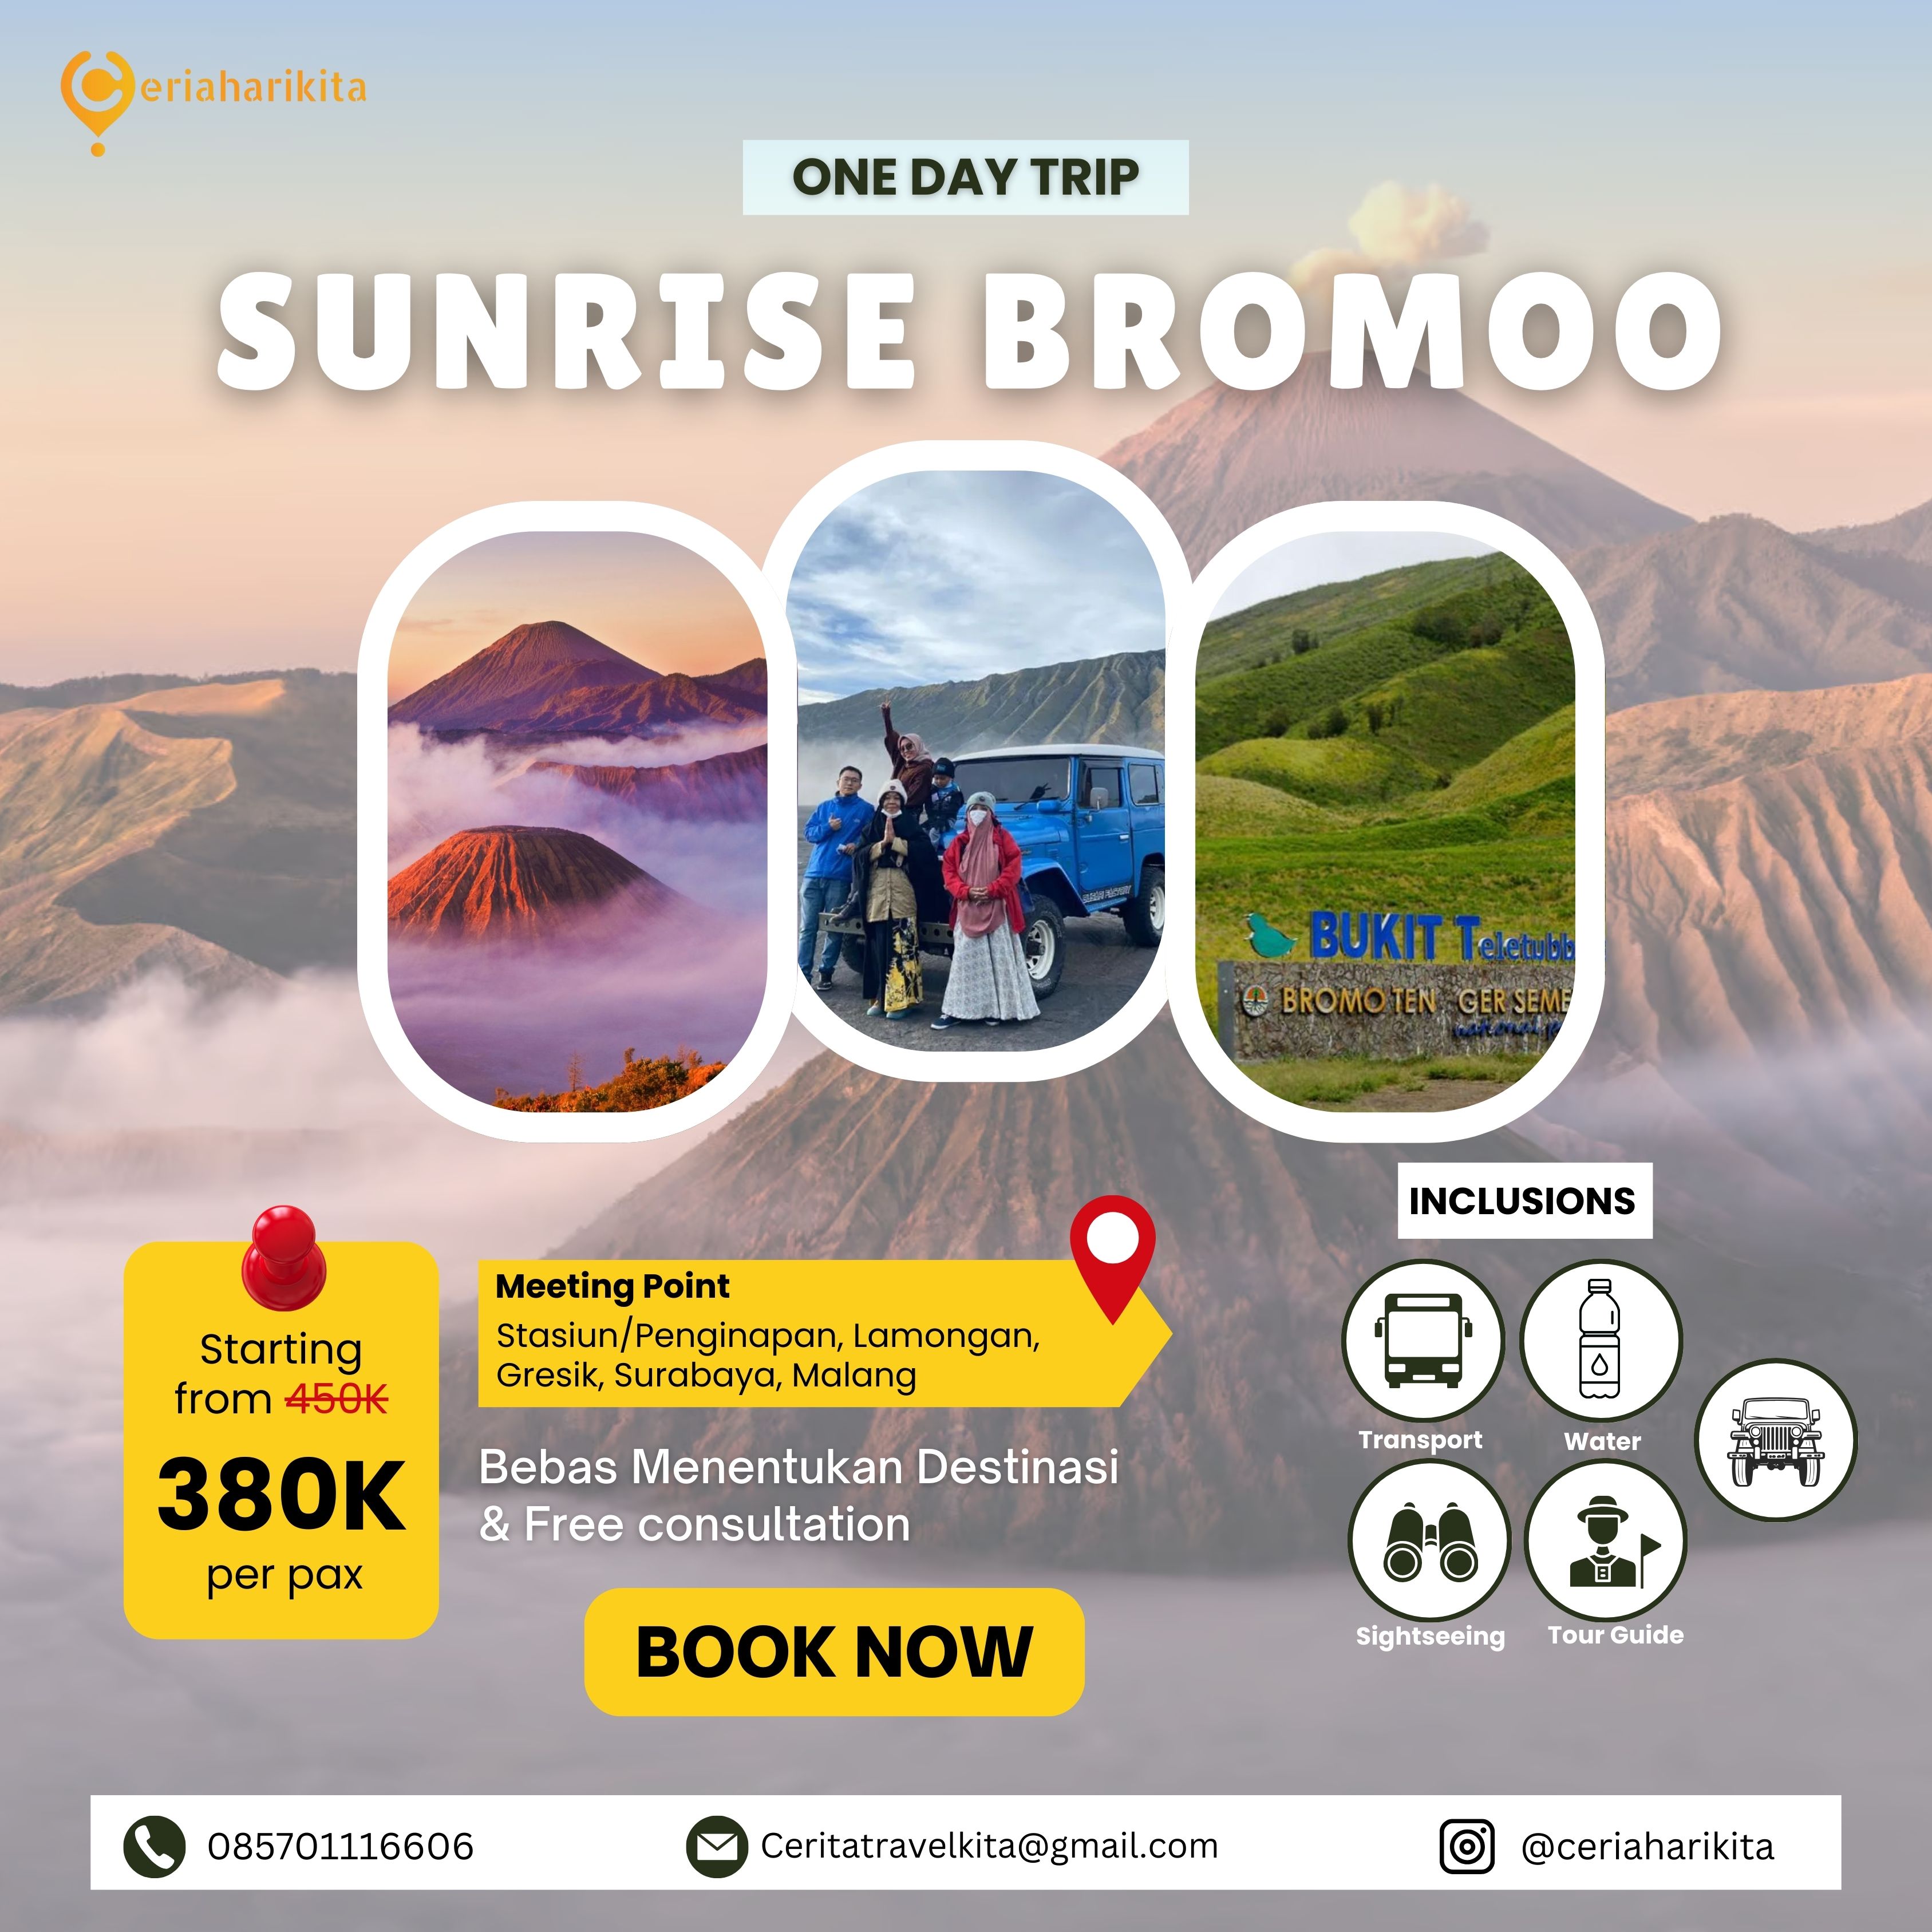 Ceriaharikita
ONE DAY TRIP
SUNRISE BROMOO
BUKIT Teletubb
BROMO TEN GER SEME
Starting
from 450K
380K
per pax
Meeting Point
Stasiun/Penginapan, Lamongan,
Gresik, Surabaya, Malang
Bebas Menentukan Destinasi
& Free consultation
BOOK NOW
INCLUSIONS
Transport
Water
Sightseeing
Tour Guide
085701116606
Ceritatravelkita@gmail.com
@ceriaharikita